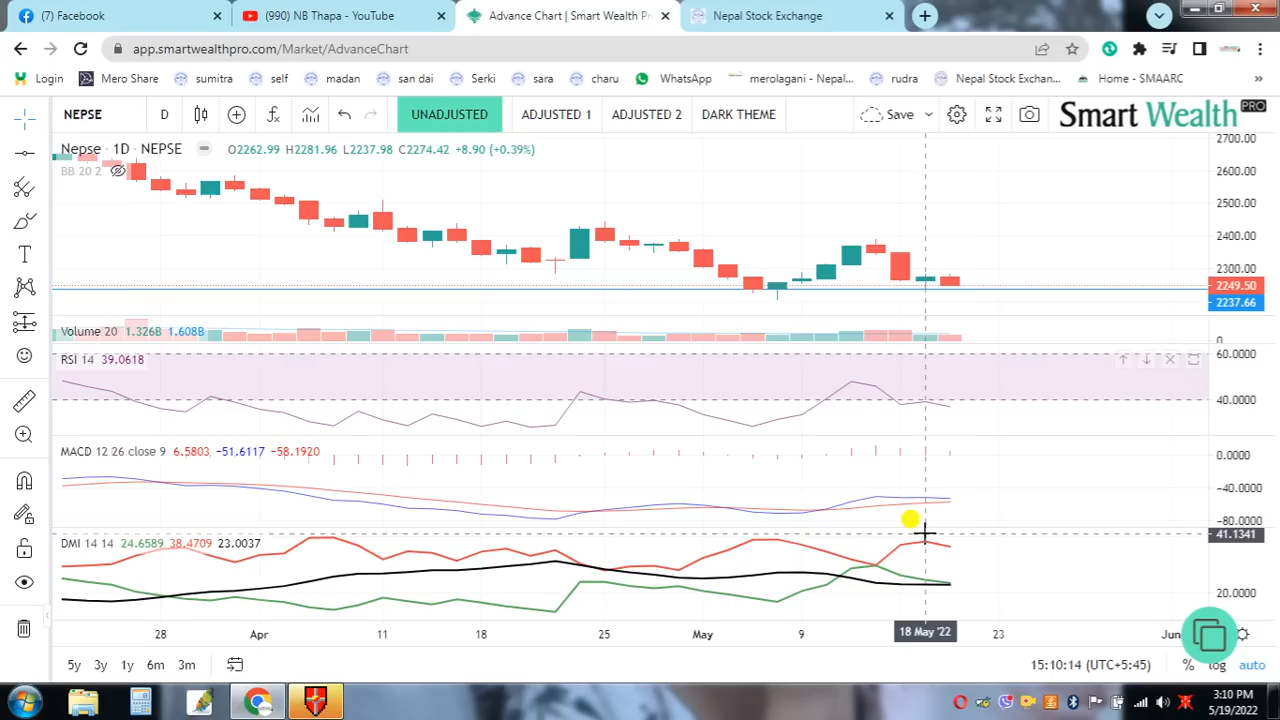 (7) Facebook
(990) NB Thapa - YouTube
Advance Chart | Smart Wealth Pro
Nepal Stock Exchange
app.smartwealthpro.com/Market/AdvanceChart
Login
Mero Share
sumitra
self
madan
san dai
Serki
sara
charu
WhatsApp
merolagani - Nepal...
rudra
Nepal Stock Exchan...
Home - SMAARC
»
NEPSE
D
UNADJUSTED
ADJUSTED 1
ADJUSTED 2
DARK THEME
Save
Smart Wealth PRO
Nepse · 1D · NEPSE O2262.99 H2281.96 L2237.98 C2274.42 +8.90 (+0.39%)
BB 20 2
2700.00
2600.00
2500.00
2400.00
2300.00
2249.50
2237.66
Volume 20 1.326B 1.608B
0
RSI 14 39.0618
60.0000
40.0000
MACD 12 26 close 9 6.5803 −51.6117 −58.1920
0.0000
−40.0000
−80.0000
DMI 14 14 24.6589 38.4709 23.0037
41.1341
20.0000
28 Apr 11 18 25 May 9 18 May '22 23 Jun
5y 3y 1y 6m 3m
15:10:14 (UTC+5:45) % log auto
3:10 PM
5/19/2022